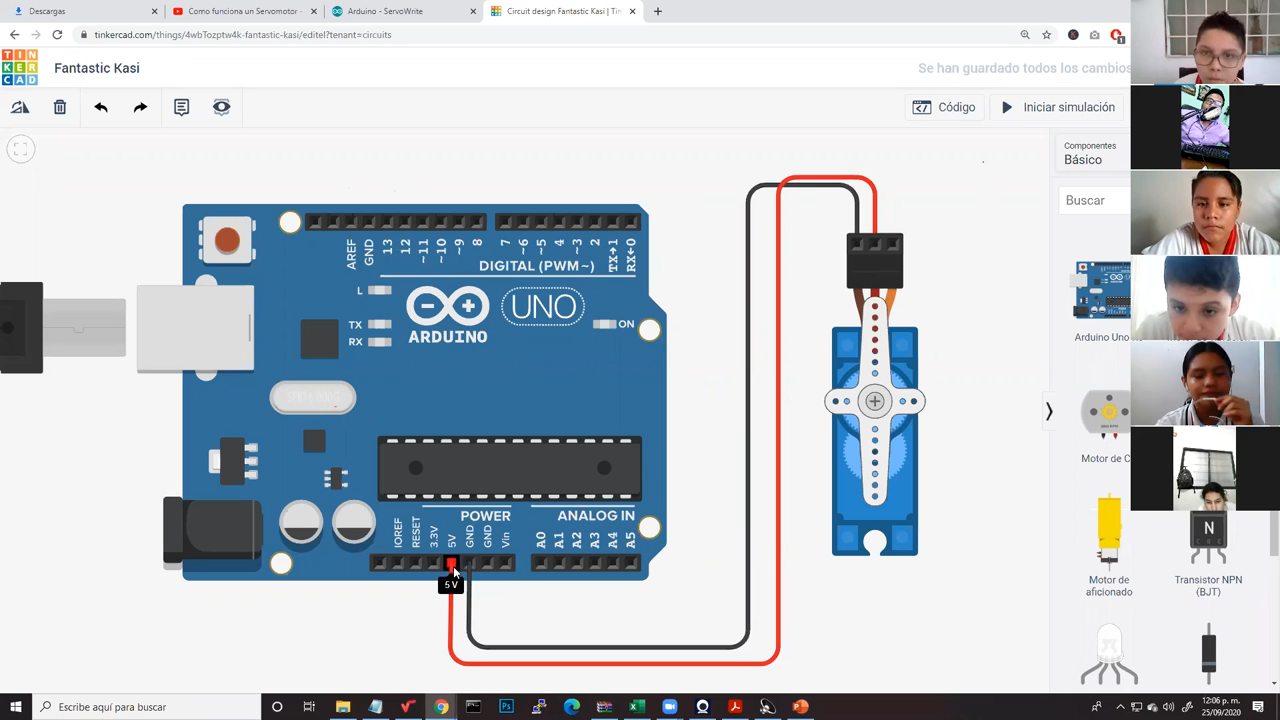 Descargas
Como funciona un Servomotor -
Arduino - ServoWrite
Circuit design Fantastic Kasi | Tin
tinkercad.com/things/4wbTozptw4k-fantastic-kasi/editel?tenant=circuits
TIN
KER
CAD
Fantastic Kasi
Se han guardado todos los cambios
Código
Iniciar simulación
Componentes
Básico
Buscar
AREF
GND
13
12
~11
~10
~9
8
7
~6
~5
4
~3
2
TX→1
RX←0
DIGITAL (PWM~)
L
TX
RX
ARDUINO
UNO
ON
POWER
ANALOG IN
IOREF
RESET
3.3V
5V
GND
GND
Vin
A0
A1
A2
A3
A4
A5
5 V
Arduino Uno
Motor de C
Motor de
aficionado
N
C B E
Transistor NPN
(BJT)
Escribe aquí para buscar
12:06 p. m.
25/09/2020